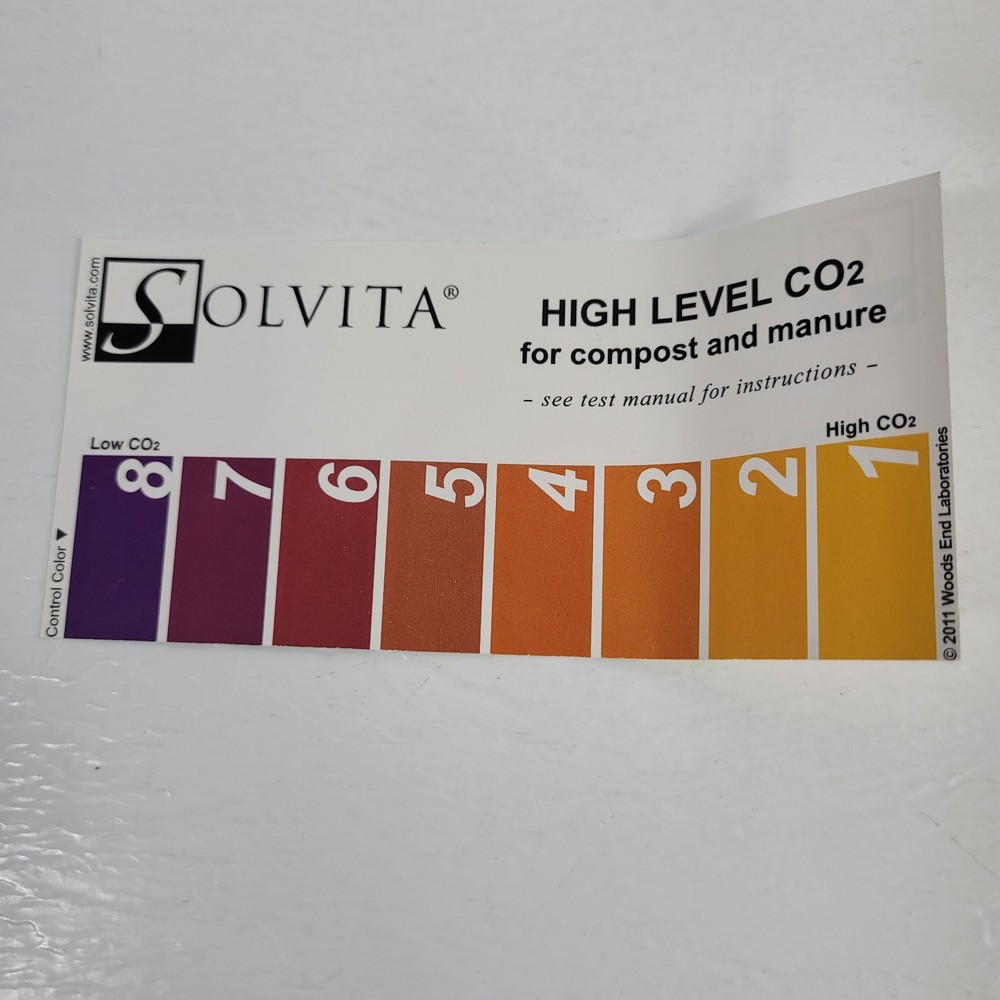 www.solvita.com
SOLVITA®
HIGH LEVEL CO2
for compost and manure
– see test manual for instructions –
Low CO2
High CO2
Control Color ▼
8 7 6 5 4 3 2 1
© 2011 Woods End Laboratories